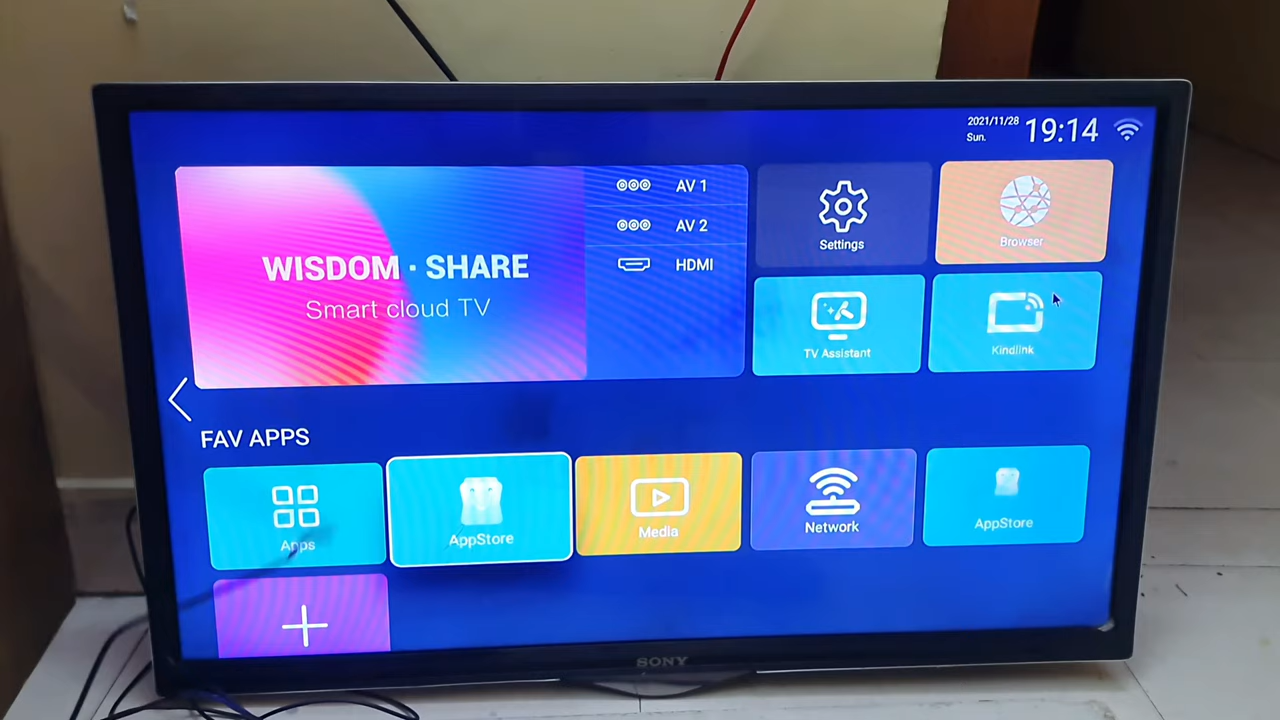 2021/11/28
Sun.
19:14
WISDOM · SHARE
Smart cloud TV
AV 1
AV 2
HDMI
Settings
Browser
TV Assistant
Kindlink
FAV APPS
Apps
AppStore
Media
Network
AppStore
SONY